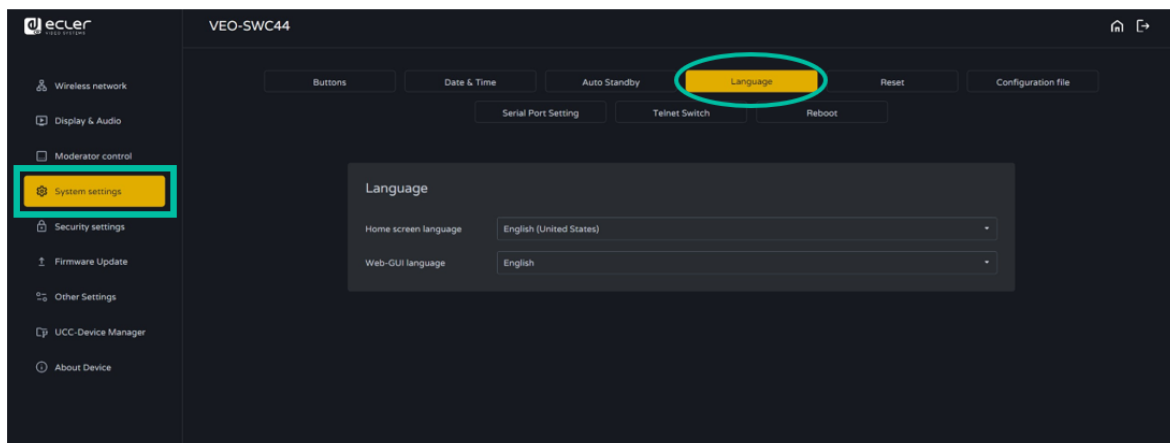 ecler
VIDEO SYSTEMS
VEO-SWC44
Wireless network
Display & Audio
Moderator control
System settings
Security settings
Firmware Update
Other Settings
UCC-Device Manager
About Device
Buttons
Date & Time
Auto Standby
Language
Reset
Configuration file
Serial Port Setting
Telnet Switch
Reboot
Language
Home screen language
English (United States)
Web-GUI language
English